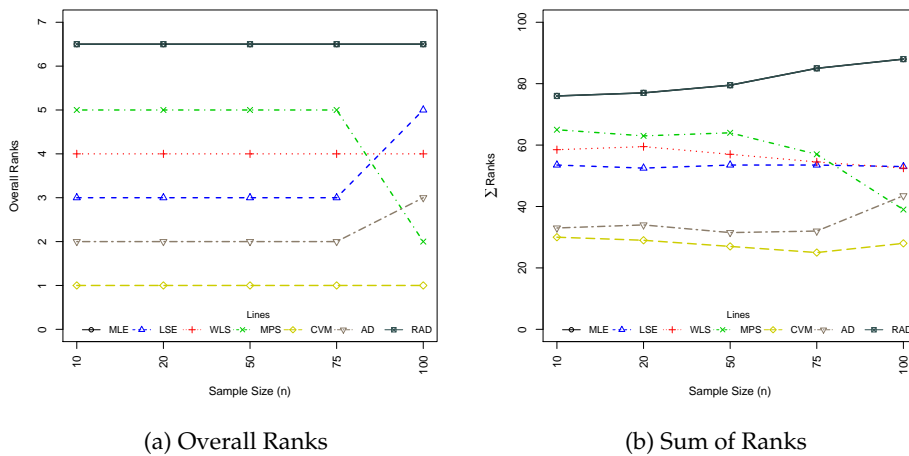 7
6
5
4
3
2
1
0
Overall Ranks
Lines
MLE LSE WLS MPS CVM AD RAD
10 20 50 75 100
Sample Size (n)
(a) Overall Ranks
100
80
60
40
20
0
Σ Ranks
Lines
MLE LSE WLS MPS CVM AD RAD
10 20 50 75 100
Sample Size (n)
(b) Sum of Ranks